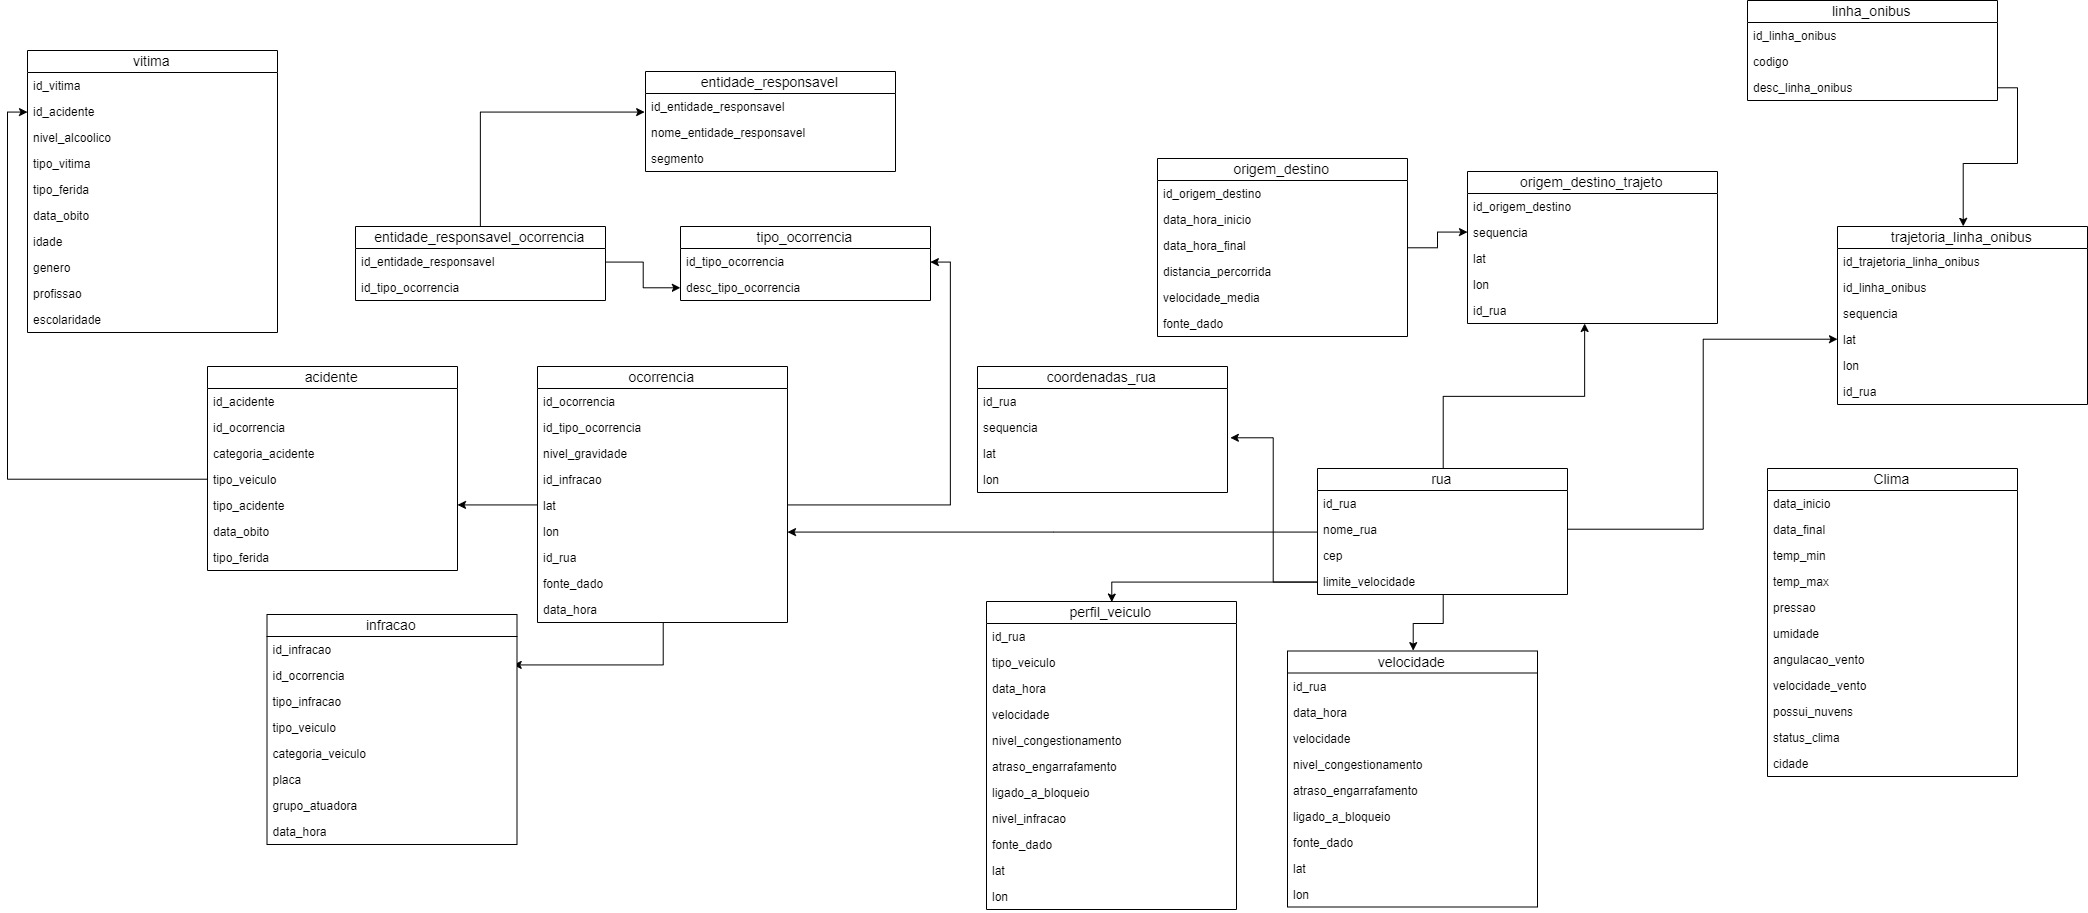 linha_onibus
id_linha_onibus
codigo
desc_linha_onibus
vitima
id_vitima
id_acidente
nivel_alcoolico
tipo_vitima
tipo_ferida
data_obito
idade
genero
profissao
escolaridade
entidade_responsavel
id_entidade_responsavel
nome_entidade_responsavel
segmento
origem_destino
id_origem_destino
data_hora_inicio
data_hora_final
distancia_percorrida
velocidade_media
fonte_dado
origem_destino_trajeto
id_origem_destino
sequencia
lat
lon
id_rua
entidade_responsavel_ocorrencia
id_entidade_responsavel
id_tipo_ocorrencia
tipo_ocorrencia
id_tipo_ocorrencia
desc_tipo_ocorrencia
trajetoria_linha_onibus
id_trajetoria_linha_onibus
id_linha_onibus
sequencia
lat
lon
id_rua
acidente
id_acidente
id_ocorrencia
categoria_acidente
tipo_veiculo
tipo_acidente
data_obito
tipo_ferida
ocorrencia
id_ocorrencia
id_tipo_ocorrencia
nivel_gravidade
id_infracao
lat
lon
id_rua
fonte_dado
data_hora
coordenadas_rua
id_rua
sequencia
lat
lon
rua
id_rua
nome_rua
cep
limite_velocidade
Clima
data_inicio
data_final
temp_min
temp_max
pressao
umidade
angulacao_vento
velocidade_vento
possui_nuvens
status_clima
cidade
infracao
id_infracao
id_ocorrencia
tipo_infracao
tipo_veiculo
categoria_veiculo
placa
grupo_atuadora
data_hora
perfil_veiculo
id_rua
tipo_veiculo
data_hora
velocidade
nivel_congestionamento
atraso_engarrafamento
ligado_a_bloqueio
nivel_infracao
fonte_dado
lat
lon
velocidade
id_rua
data_hora
velocidade
nivel_congestionamento
atraso_engarrafamento
ligado_a_bloqueio
fonte_dado
lat
lon